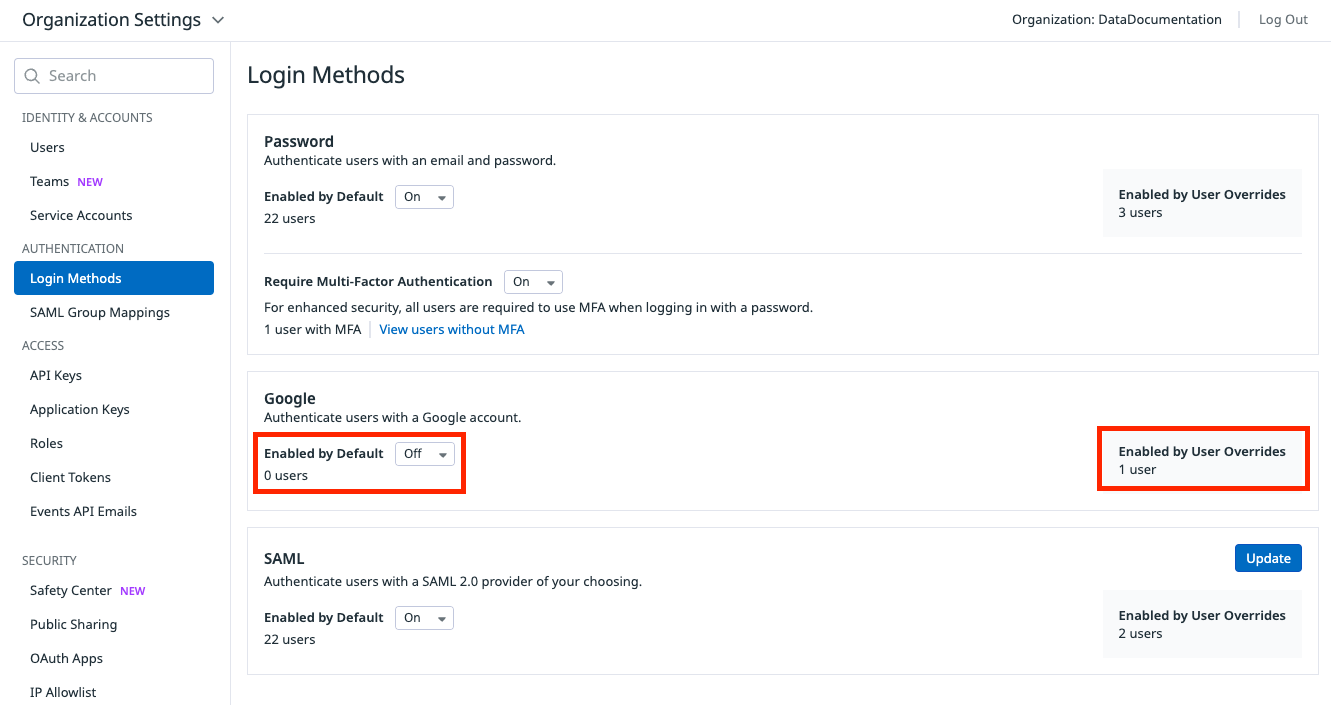 Organization Settings
Organization: DataDocumentation
Log Out
Search
IDENTITY & ACCOUNTS
Users
Teams NEW
Service Accounts
AUTHENTICATION
Login Methods
SAML Group Mappings
ACCESS
API Keys
Application Keys
Roles
Client Tokens
Events API Emails
SECURITY
Safety Center NEW
Public Sharing
OAuth Apps
IP Allowlist
Login Methods
Password
Authenticate users with an email and password.
Enabled by Default On
22 users
Enabled by User Overrides
3 users
Require Multi-Factor Authentication On
For enhanced security, all users are required to use MFA when logging in with a password.
1 user with MFA View users without MFA
Google
Authenticate users with a Google account.
Enabled by Default Off
0 users
Enabled by User Overrides
1 user
SAML
Update
Authenticate users with a SAML 2.0 provider of your choosing.
Enabled by Default On
22 users
Enabled by User Overrides
2 users